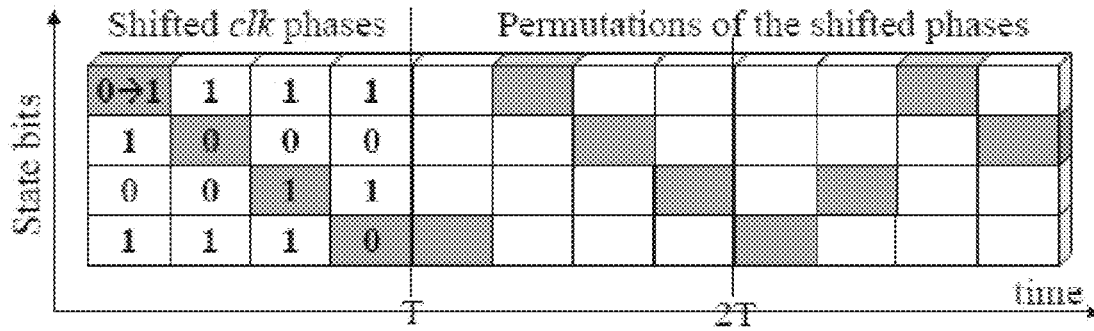 Shifted clk phases
Permutations of the shifted phases
State bits
0→1 1 1 1
1 0 0 0
0 0 1 1
1 1 1 0
T
2T
time